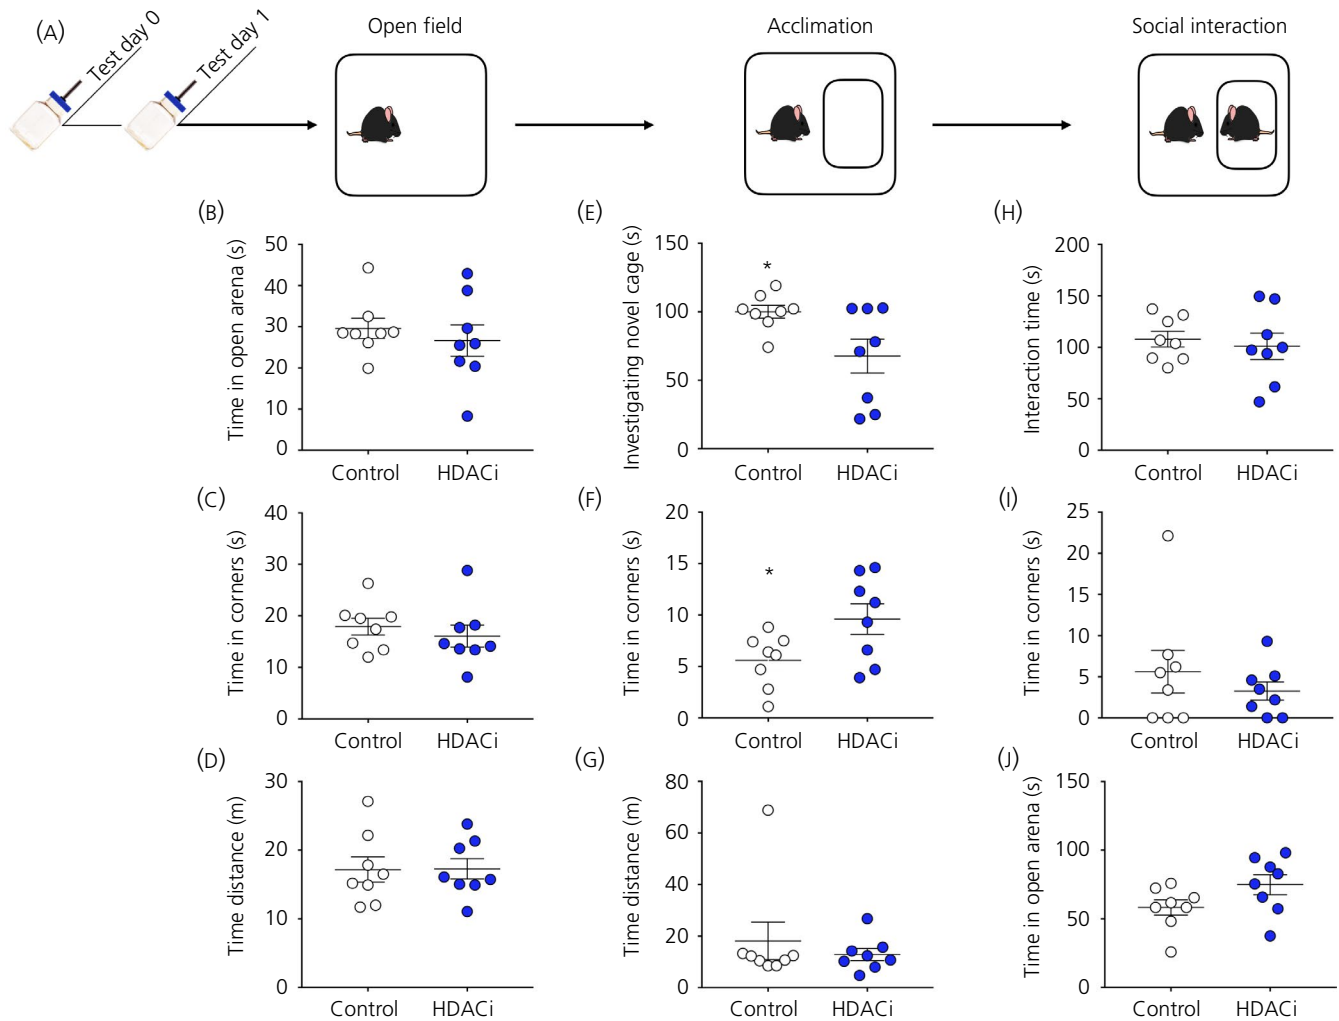 (A)
Test day 0
Test day 1
Open field
Acclimation
Social interaction
(B)
Time in open arena (s)
50
40
30
20
10
0
Control
HDACi
(E)
Investigating novel cage (s)
150
100
50
0
*
Control
HDACi
(H)
Interaction time (s)
200
150
100
50
0
Control
HDACi
(C)
Time in corners (s)
40
30
20
10
0
Control
HDACi
(F)
Time in corners (s)
20
15
10
5
0
*
Control
HDACi
(I)
Time in corners (s)
25
20
15
10
5
0
Control
HDACi
(D)
Time distance (m)
30
20
10
0
Control
HDACi
(G)
Time distance (m)
80
60
40
20
0
Control
HDACi
(J)
Time in open arena (s)
150
100
50
0
Control
HDACi